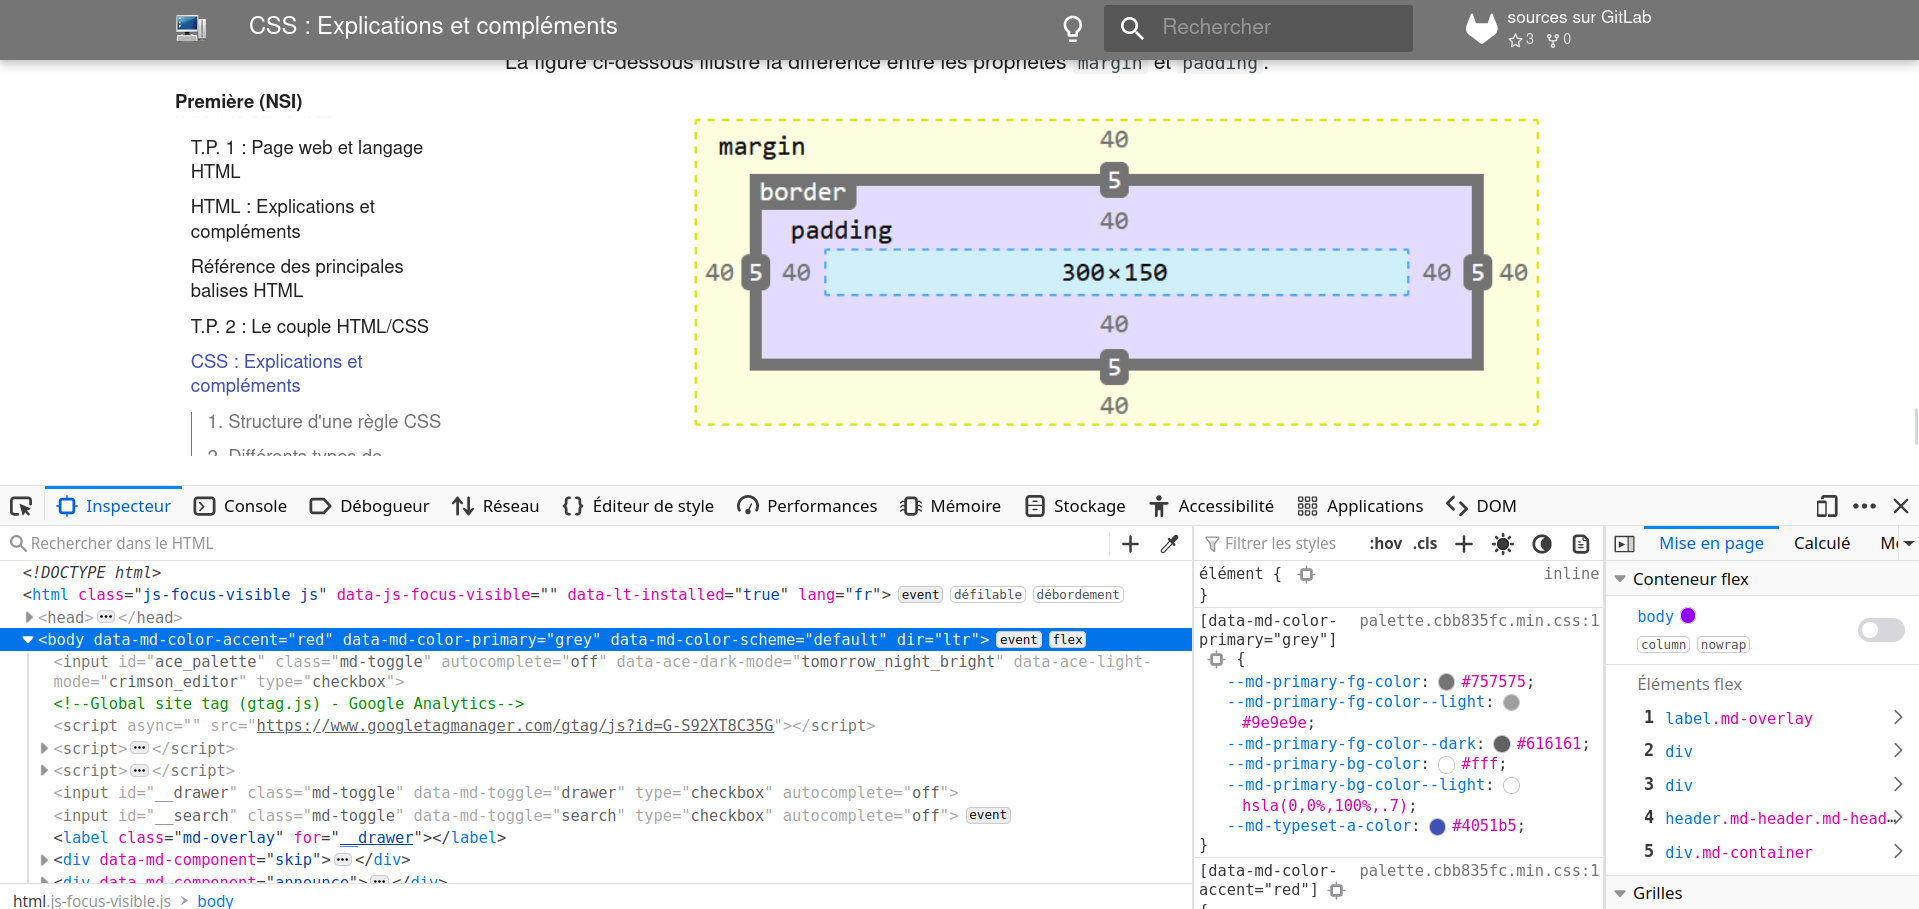 CSS : Explications et compléments
Rechercher
sources sur GitLab
3 0
La figure ci-dessous illustre la différence entre les propriétés margin et padding.
Première (NSI)
T.P. 1 : Page web et langage
HTML
HTML : Explications et
compléments
Référence des principales
balises HTML
T.P. 2 : Le couple HTML/CSS
CSS : Explications et
compléments
1. Structure d'une règle CSS
2. Différents types de
margin
40
5
border
40
padding
40 5 40 300×150 40 5 40
40
5
40
Inspecteur Console Débogueur Réseau Éditeur de style Performances Mémoire Stockage Accessibilité Applications DOM
Rechercher dans le HTML
<!DOCTYPE html>
<html class="js-focus-visible js" data-js-focus-visible="" data-lt-installed="true" lang="fr"> event défilable débordement
<head>···</head>
<body data-md-color-accent="red" data-md-color-primary="grey" data-md-color-scheme="default" dir="ltr"> event flex
<input id="ace_palette" class="md-toggle" autocomplete="off" data-ace-dark-mode="tomorrow_night_bright" data-ace-light-
mode="crimson_editor" type="checkbox">
<!--Global site tag (gtag.js) - Google Analytics-->
<script async="" src="https://www.googletagmanager.com/gtag/js?id=G-S92XT8C35G"></script>
<script>···</script>
<script>···</script>
<input id="__drawer" class="md-toggle" data-md-toggle="drawer" type="checkbox" autocomplete="off">
<input id="__search" class="md-toggle" data-md-toggle="search" type="checkbox" autocomplete="off"> event
<label class="md-overlay" for="__drawer"></label>
<div data-md-component="skip">···</div>
<div data-md-component="announce">···</div>
html.js-focus-visible.js > body
Filtrer les styles :hov .cls
élément { inline
}
[data-md-color- palette.cbb835fc.min.css:1
primary="grey"]
{
--md-primary-fg-color: #757575;
--md-primary-fg-color--light:
#9e9e9e;
--md-primary-fg-color--dark: #616161;
--md-primary-bg-color: #fff;
--md-primary-bg-color--light:
hsla(0,0%,100%,.7);
--md-typeset-a-color: #4051b5;
}
[data-md-color- palette.cbb835fc.min.css:1
accent="red"]
{
Mise en page Calculé
Conteneur flex
body
column nowrap
Éléments flex
1 label.md-overlay
2 div
3 div
4 header.md-header.md-head…
5 div.md-container
Grilles